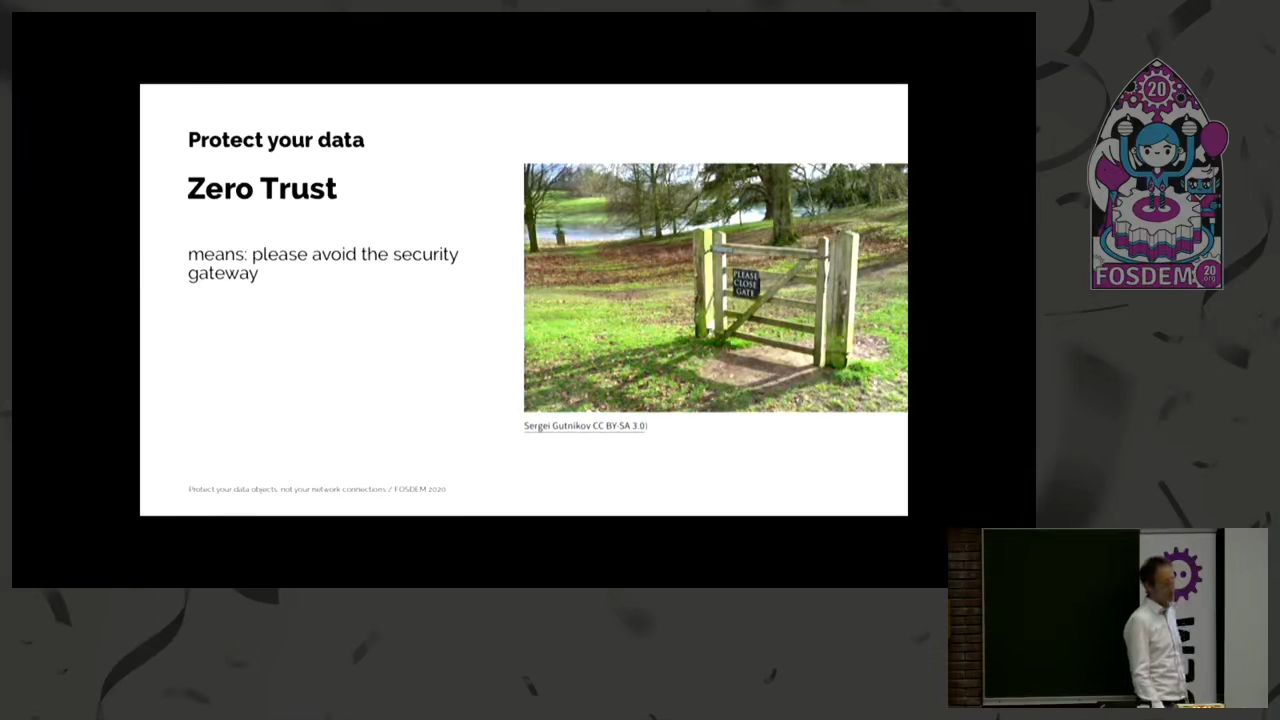 Protect your data
Zero Trust
means: please avoid the security
gateway
PLEASE
CLOSE
GATE
Sergei Gutnikov CC BY-SA 3.0)
Protect your data objects, not your network connections / FOSDEM 2020
20
FOSDEM
20
.org